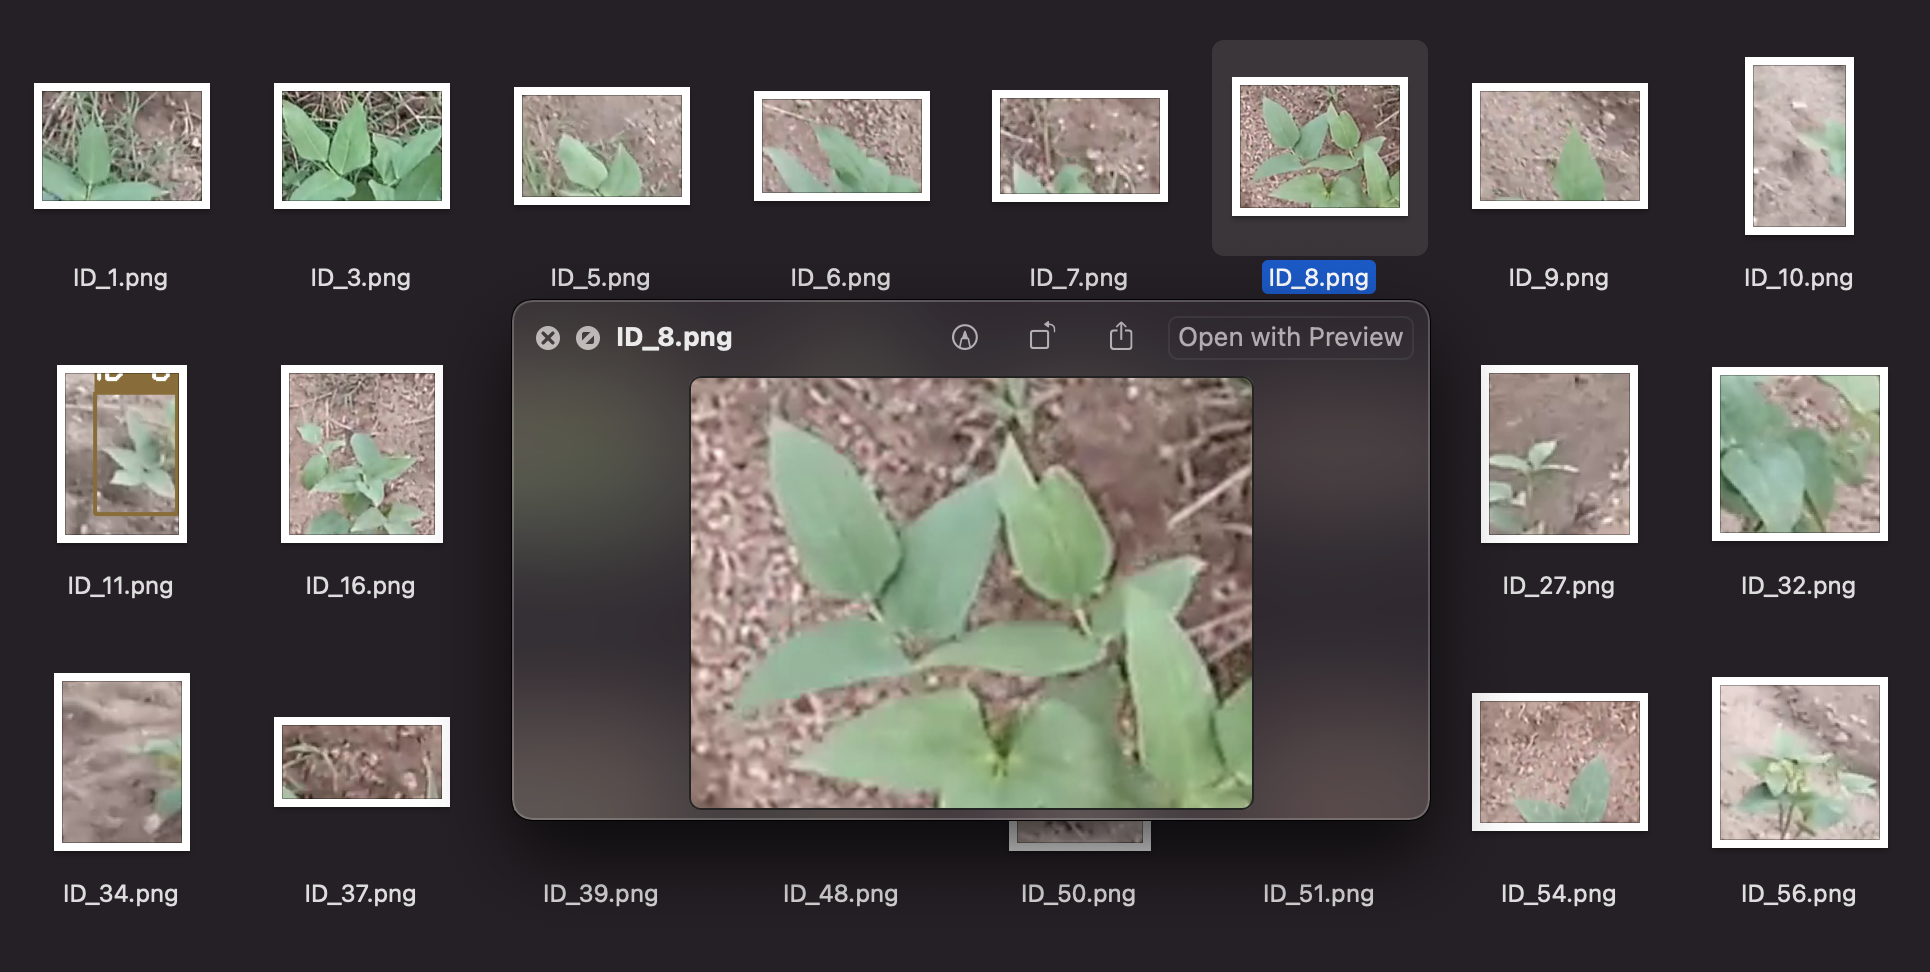 ID_1.png
ID_3.png
ID_5.png
ID_6.png
ID_7.png
ID_8.png
ID_9.png
ID_10.png
ID_8.png
Open with Preview
ID_11.png
ID_16.png
ID_27.png
ID_32.png
ID_34.png
ID_37.png
ID_39.png
ID_48.png
ID_50.png
ID_51.png
ID_54.png
ID_56.png